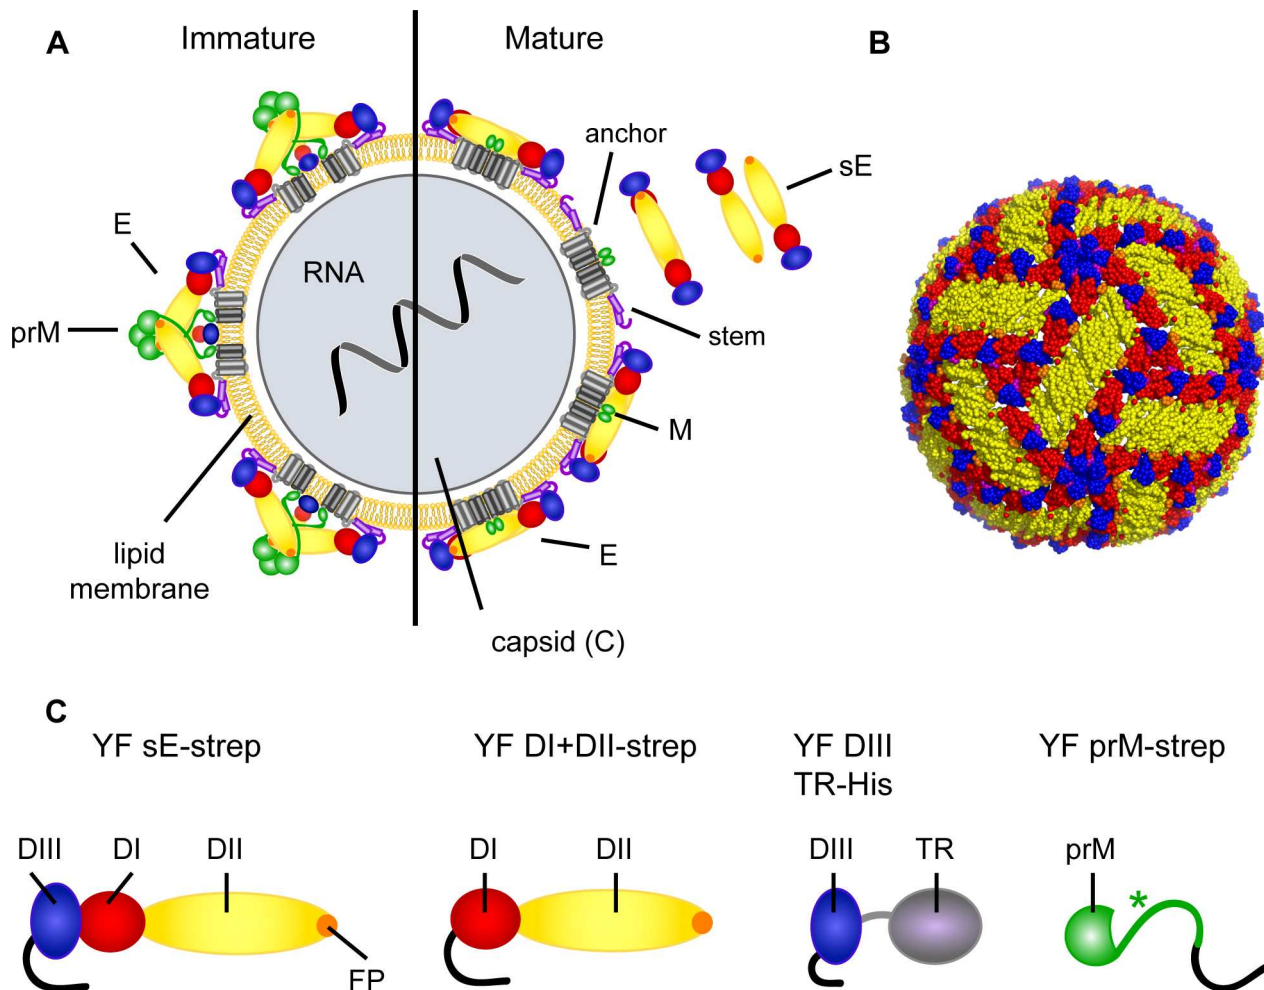 A
Immature
Mature
B
anchor
sE
E
RNA
prM
stem
M
lipid
membrane
E
capsid (C)
C
YF sE-strep
YF DI+DII-strep
YF DIII
TR-His
YF prM-strep
DIII
DI
DII
DI
DII
DIII
TR
prM
*
FP